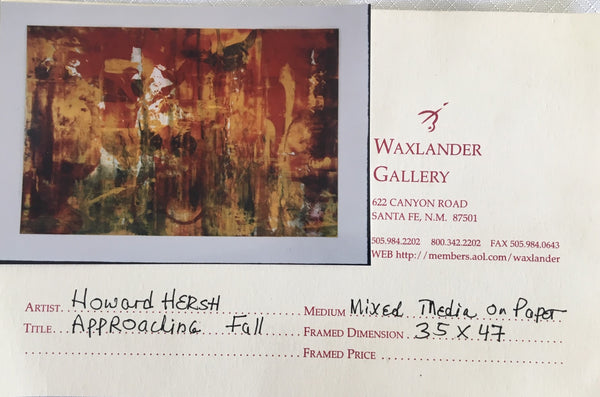 WAXLANDER
GALLERY
622 CANYON ROAD
SANTA FE, N.M. 87501
505.984.2202 800.342.2202 FAX 505.984.0643
WEB http://members.aol.com/waxlander
ARTIST. Howard HERSH
MEDIUM Mixed Media on Paper
TITLE. Approaching Fall
FRAMED DIMENSION 35 X 47
FRAMED PRICE